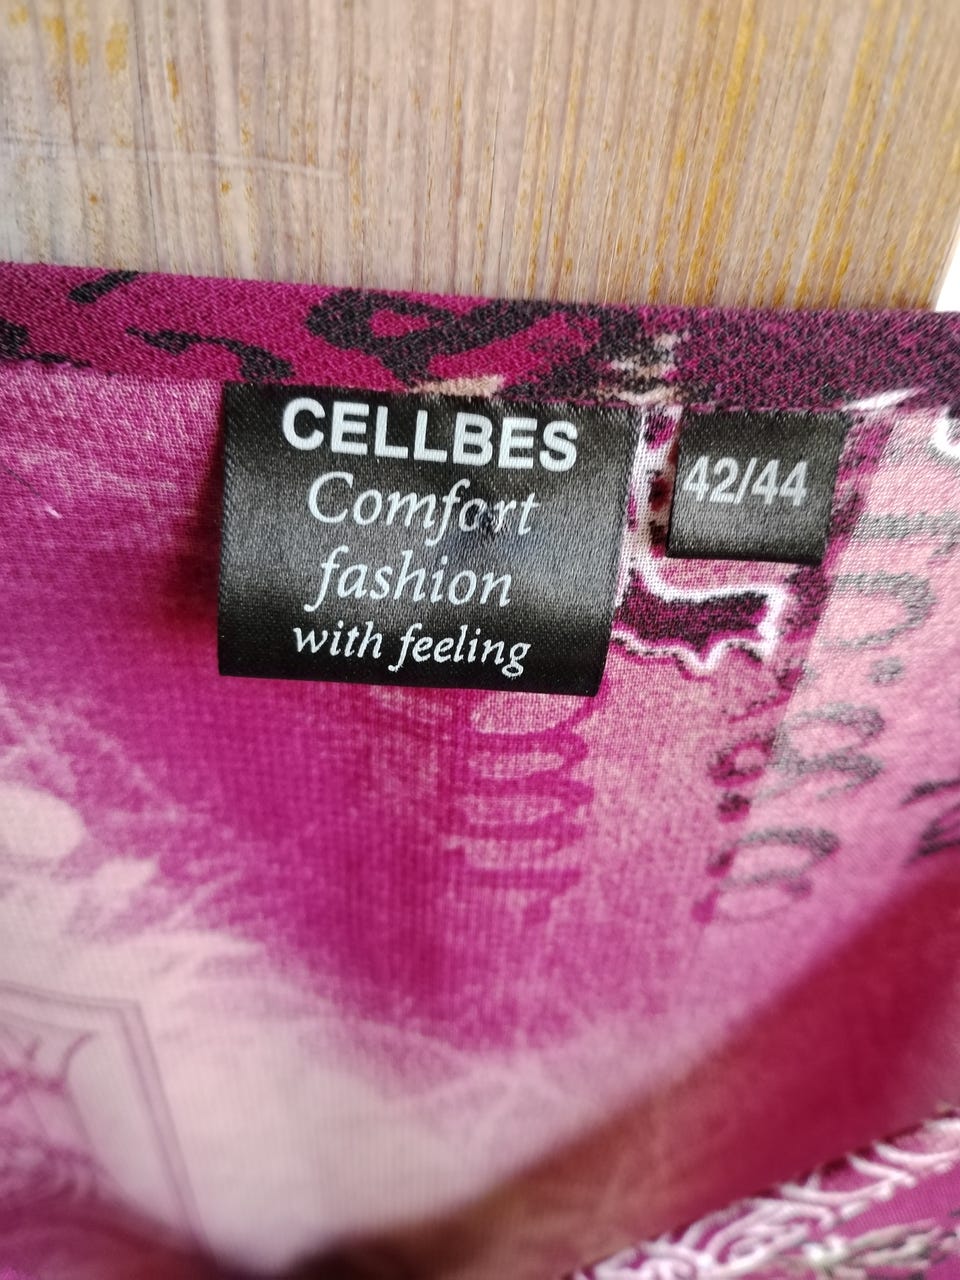 CELLBES
Comfort
fashion
with feeling
42/44